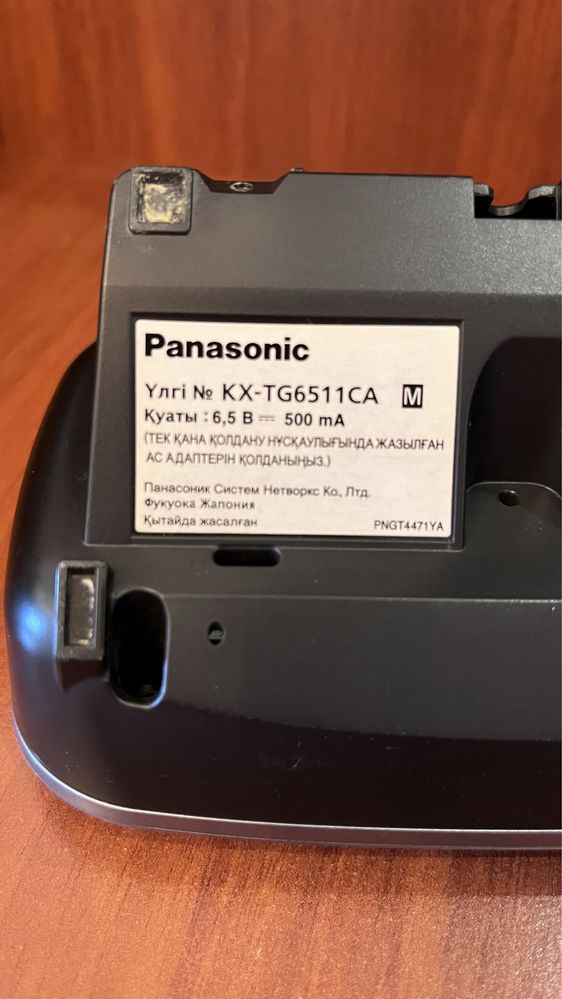 Panasonic
Үлгі № KX-TG6511CA M
Қуаты : 6,5 В ⎓ 500 mA
(ТЕК ҚАНА ҚОЛДАНУ НҰСҚАУЛЫҒЫНДА ЖАЗЫЛҒАН
АС АДАПТЕРІН ҚОЛДАНЫҢЫЗ.)
Панасоник Систем Нетворкс Ко., Лтд.
Фукуока Жапония
Қытайда жасалған PNGT4471YA